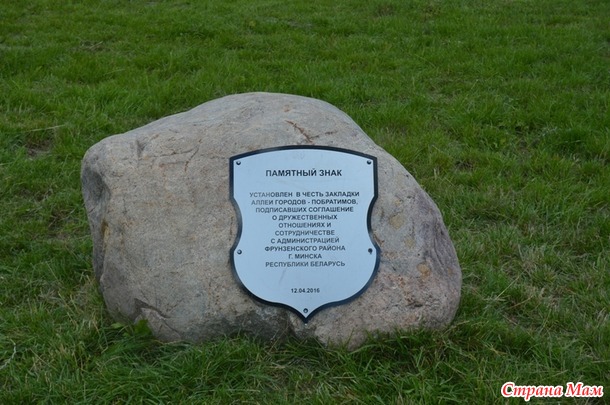 ПАМЯТНЫЙ ЗНАК
УСТАНОВЛЕН В ЧЕСТЬ ЗАКЛАДКИ
АЛЛЕИ ГОРОДОВ - ПОБРАТИМОВ,
ПОДПИСАВШИХ СОГЛАШЕНИЕ
О ДРУЖЕСТВЕННЫХ
ОТНОШЕНИЯХ И
СОТРУДНИЧЕСТВЕ
С АДМИНИСТРАЦИЕЙ
ФРУНЗЕНСКОГО РАЙОНА
Г. МИНСКА
РЕСПУБЛИКИ БЕЛАРУСЬ
12.04.2016
Страна Мам